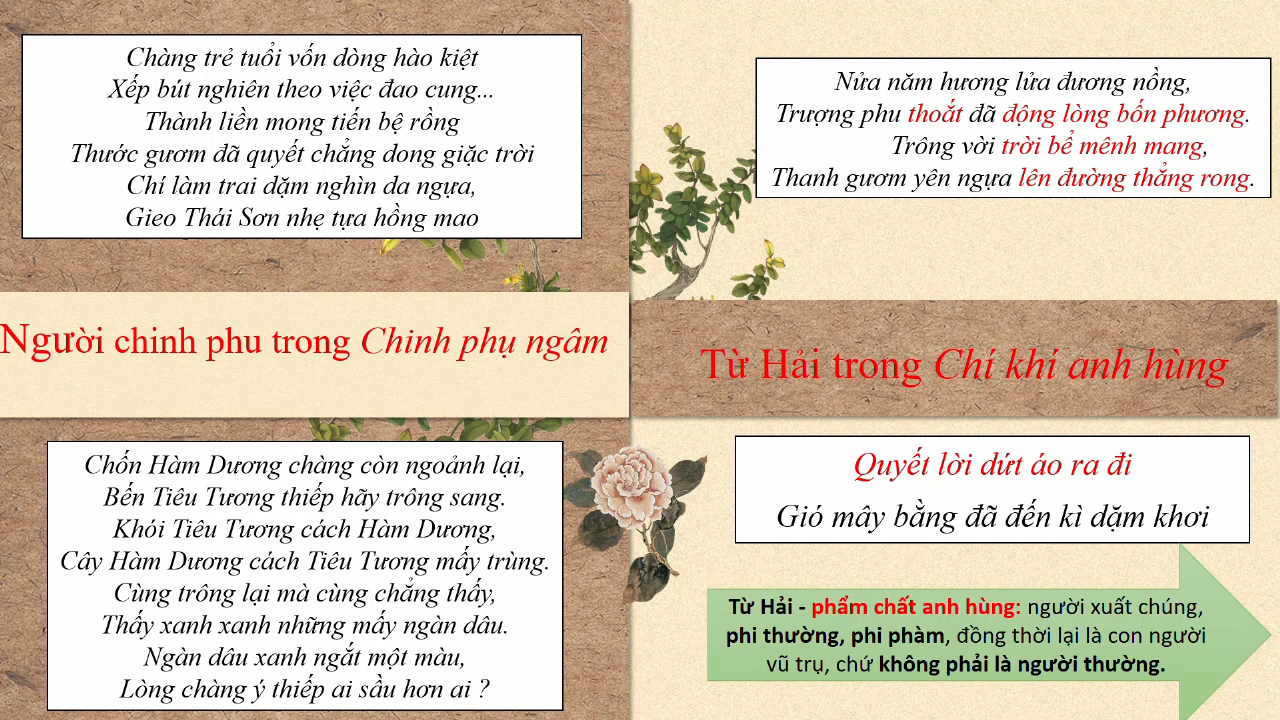 Chàng trẻ tuổi vốn dòng hào kiệt
Xếp bút nghiên theo việc đao cung...
Thành liền mong tiến bệ rồng
Thước gươm đã quyết chẳng dong giặc trời
Chí làm trai dặm nghìn da ngựa,
Gieo Thái Sơn nhẹ tựa hồng mao
Người chinh phu trong Chinh phụ ngâm
Chốn Hàm Dương chàng còn ngoảnh lại,
Bến Tiêu Tương thiếp hãy trông sang.
Khói Tiêu Tương cách Hàm Dương,
Cây Hàm Dương cách Tiêu Tương mấy trùng.
Cùng trông lại mà cùng chẳng thấy,
Thấy xanh xanh những mấy ngàn dâu.
Ngàn dâu xanh ngắt một màu,
Lòng chàng ý thiếp ai sầu hơn ai ?
Nửa năm hương lửa đương nồng,
Trượng phu thoắt đã động lòng bốn phương.
Trông vời trời bể mênh mang,
Thanh gươm yên ngựa lên đường thẳng rong.
Từ Hải trong Chí khí anh hùng
Quyết lời dứt áo ra đi
Gió mây bằng đã đến kì dặm khơi
Từ Hải - phẩm chất anh hùng: người xuất chúng,
phi thường, phi phàm, đồng thời lại là con người
vũ trụ, chứ không phải là người thường.